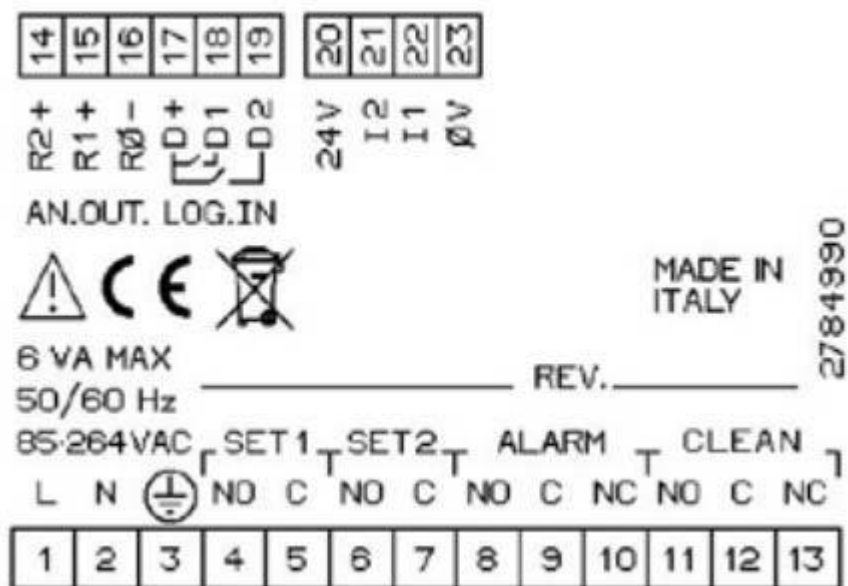 14 15 16 17 18 19 20 21 22 23
R2+ R1+ RØ- D+ D1 D2 24V I2 I1 ØV
AN.OUT. LOG.IN
CE
MADE IN
ITALY
2784990
6 VA MAX
50/60 Hz
REV.
85-264VAC SET1 SET2 ALARM CLEAN
L N NO C NO C NO C NC NO C NC
1 2 3 4 5 6 7 8 9 10 11 12 13